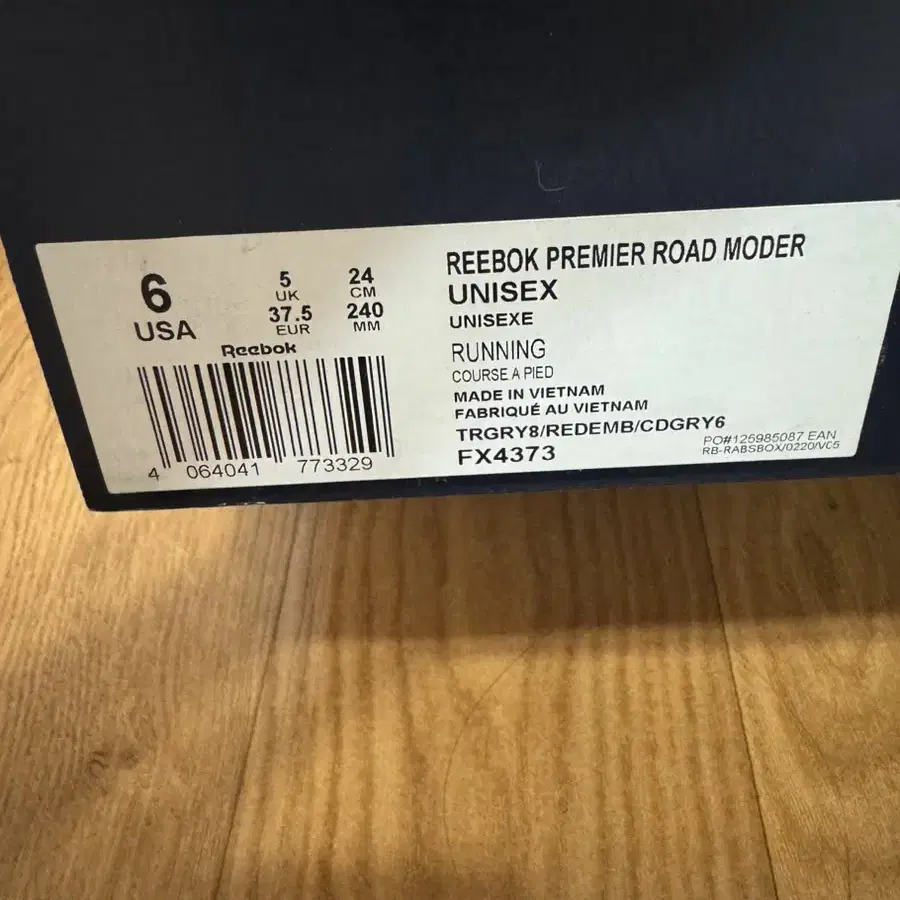 6
USA
5
UK
37.5
EUR
24
CM
240
MM
Reebok
4 064041 773329
REEBOK PREMIER ROAD MODER
UNISEX
UNISEXE
RUNNING
COURSE A PIED
MADE IN VIETNAM
FABRIQUÉ AU VIETNAM
TRGRY8/REDEMB/CDGRY6
FX4373
PO#125985087 EAN
RB-RABSBOX/0220/VC5